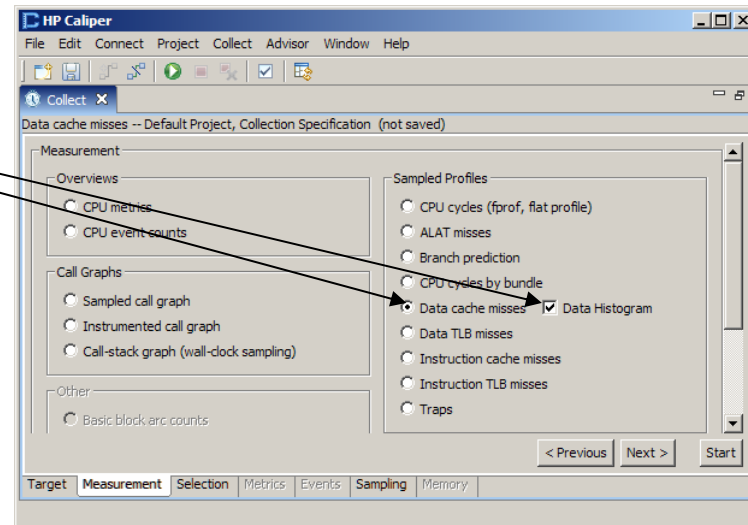 HP Caliper
File Edit Connect Project Collect Advisor Window Help
Collect
Data cache misses -- Default Project, Collection Specification (not saved)
Measurement
Overviews
CPU metrics
CPU event counts
Call Graphs
Sampled call graph
Instrumented call graph
Call-stack graph (wall-clock sampling)
Other
Basic block arc counts
Sampled Profiles
CPU cycles (fprof, flat profile)
ALAT misses
Branch prediction
CPU cycles by bundle
Data cache misses Data Histogram
Data TLB misses
Instruction cache misses
Instruction TLB misses
Traps
< Previous Next > Start
Target Measurement Selection Metrics Events Sampling Memory